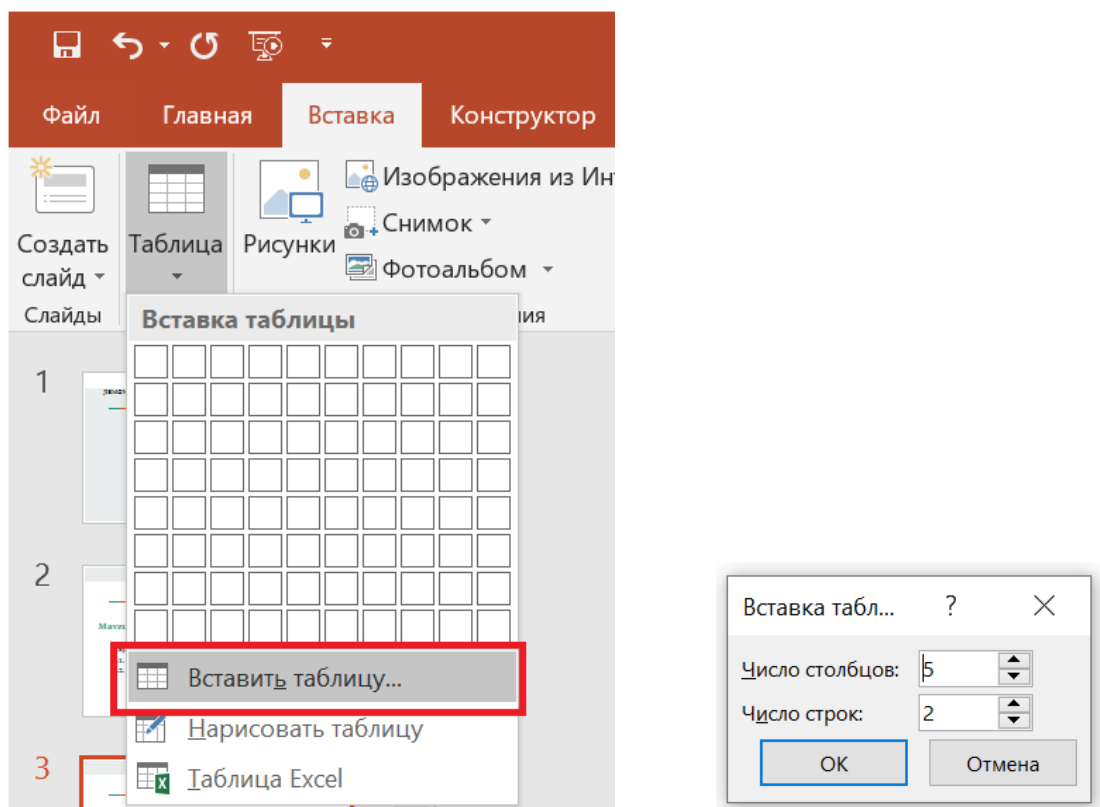 Файл Главная Вставка Конструктор
Изображения из Ин
Снимок
Фотоальбом
Создать слайд
Таблица
Рисунки
Слайды
ия
Вставка таблицы
1
2
3
Вставить таблицу...
Нарисовать таблицу
Таблица Excel
Вставка табл... ?
Число столбцов: 5
Число строк: 2
ОК Отмена